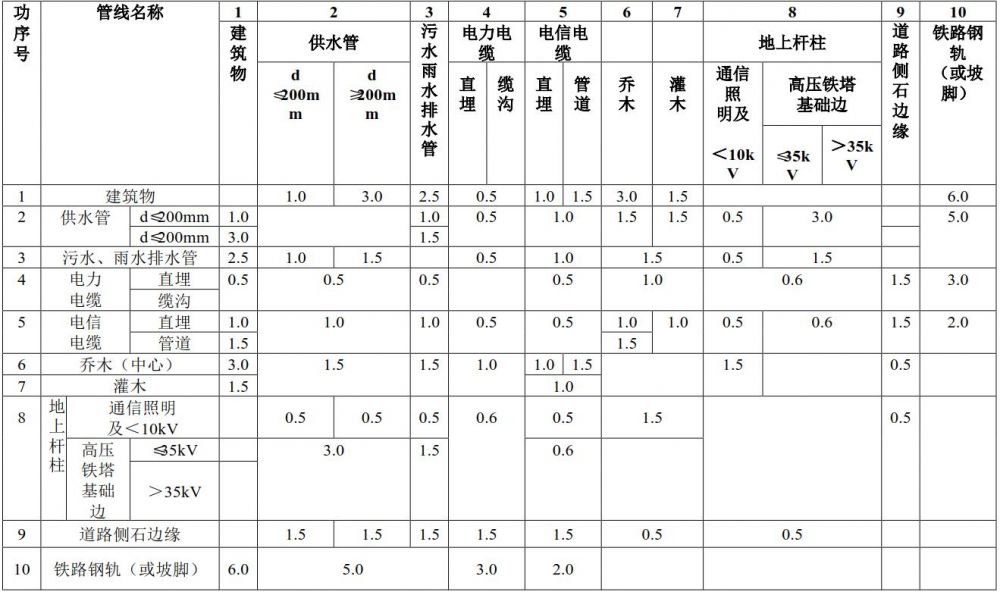 功序号 管线名称 1 2 3 4 5 6 7 8 9 10
建筑物 供水管 污水雨水排水管 电力电缆 电信电缆 乔木 灌木 地上杆柱 道路侧石边缘 铁路钢轨（或坡脚）
d≤200mm d≥200mm 直埋 缆沟 直埋 管道 通信照明及＜10kV 高压铁塔基础边
≤35kV ＞35kV
1 建筑物 1.0 3.0 2.5 0.5 1.0 1.5 3.0 1.5 6.0
2 供水管 d≤200mm 1.0 1.0 0.5 1.0 1.5 1.5 0.5 3.0 5.0
d≤200mm 3.0 1.5
3 污水、雨水排水管 2.5 1.0 1.5 0.5 1.0 1.5 0.5 1.5
4 电力电缆 直埋 0.5 0.5 0.5 0.5 1.0 0.6 1.5 3.0
缆沟
5 电信电缆 直埋 1.0 1.0 1.0 0.5 0.5 1.0 1.0 0.5 0.6 1.5 2.0
管道 1.5 1.5
6 乔木（中心） 3.0 1.5 1.5 1.0 1.0 1.5 1.5 0.5
7 灌木 1.5 1.0
8 地上杆柱 通信照明及＜10kV 0.5 0.5 0.5 0.6 0.5 1.5 0.5
高压铁塔基础边 ≤35kV 3.0 1.5 0.6
＞35kV
9 道路侧石边缘 1.5 1.5 1.5 1.5 1.5 0.5 0.5
10 铁路钢轨（或坡脚） 6.0 5.0 3.0 2.0